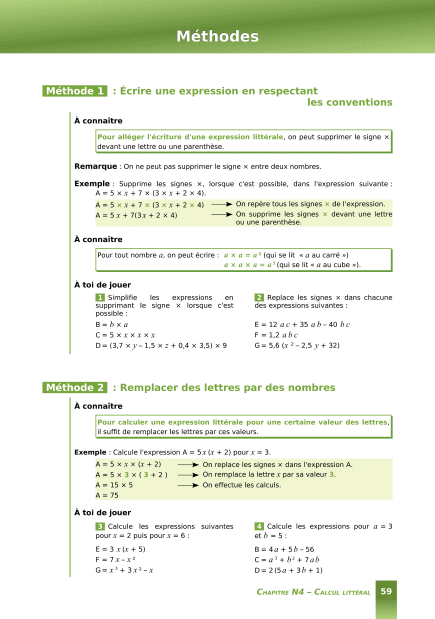 Méthodes
Méthode 1 : Écrire une expression en respectant
les conventions
À connaître
Pour alléger l'écriture d'une expression littérale, on peut supprimer le signe ×
devant une lettre ou une parenthèse.
Remarque : On ne peut pas supprimer le signe × entre deux nombres.
Exemple : Supprime les signes ×, lorsque c'est possible, dans l'expression suivante :
A = 5 × x + 7 × (3 × x + 2 × 4).
A = 5 × x + 7 × (3 × x + 2 × 4) → On repère tous les signes × de l'expression.
A = 5 x + 7(3 x + 2 × 4) → On supprime les signes × devant une lettre
ou une parenthèse.
À connaître
Pour tout nombre a, on peut écrire : a × a = a² (qui se lit « a au carré »)
a × a × a = a³ (qui se lit « a au cube »).
À toi de jouer
1 Simplifie les expressions en
supprimant le signe × lorsque c'est
possible :
B = b × a
C = 5 × x × x × x
D = (3,7 × y – 1,5 × z + 0,4 × 3,5) × 9
2 Replace les signes × dans chacune
des expressions suivantes :
E = 12 a c + 35 a b – 40 b c
F = 1,2 a b c
G = 5,6 (x² – 2,5 y + 32)
Méthode 2 : Remplacer des lettres par des nombres
À connaître
Pour calculer une expression littérale pour une certaine valeur des lettres,
il suffit de remplacer les lettres par ces valeurs.
Exemple : Calcule l'expression A = 5 x (x + 2) pour x = 3.
A = 5 × x × (x + 2) → On replace les signes × dans l'expression A.
A = 5 × 3 × ( 3 + 2 ) → On remplace la lettre x par sa valeur 3.
A = 15 × 5 → On effectue les calculs.
A = 75
À toi de jouer
3 Calcule les expressions suivantes
pour x = 2 puis pour x = 6 :
E = 3 x (x + 5)
F = 7 x – x²
G = x³ + 3 x² – x
4 Calcule les expressions pour a = 3
et b = 5 :
B = 4 a + 5 b – 56
C = a³ + b² + 7 a b
D = 2 (5 a + 3 b + 1)
CHAPITRE N4 – CALCUL LITTÉRAL 59